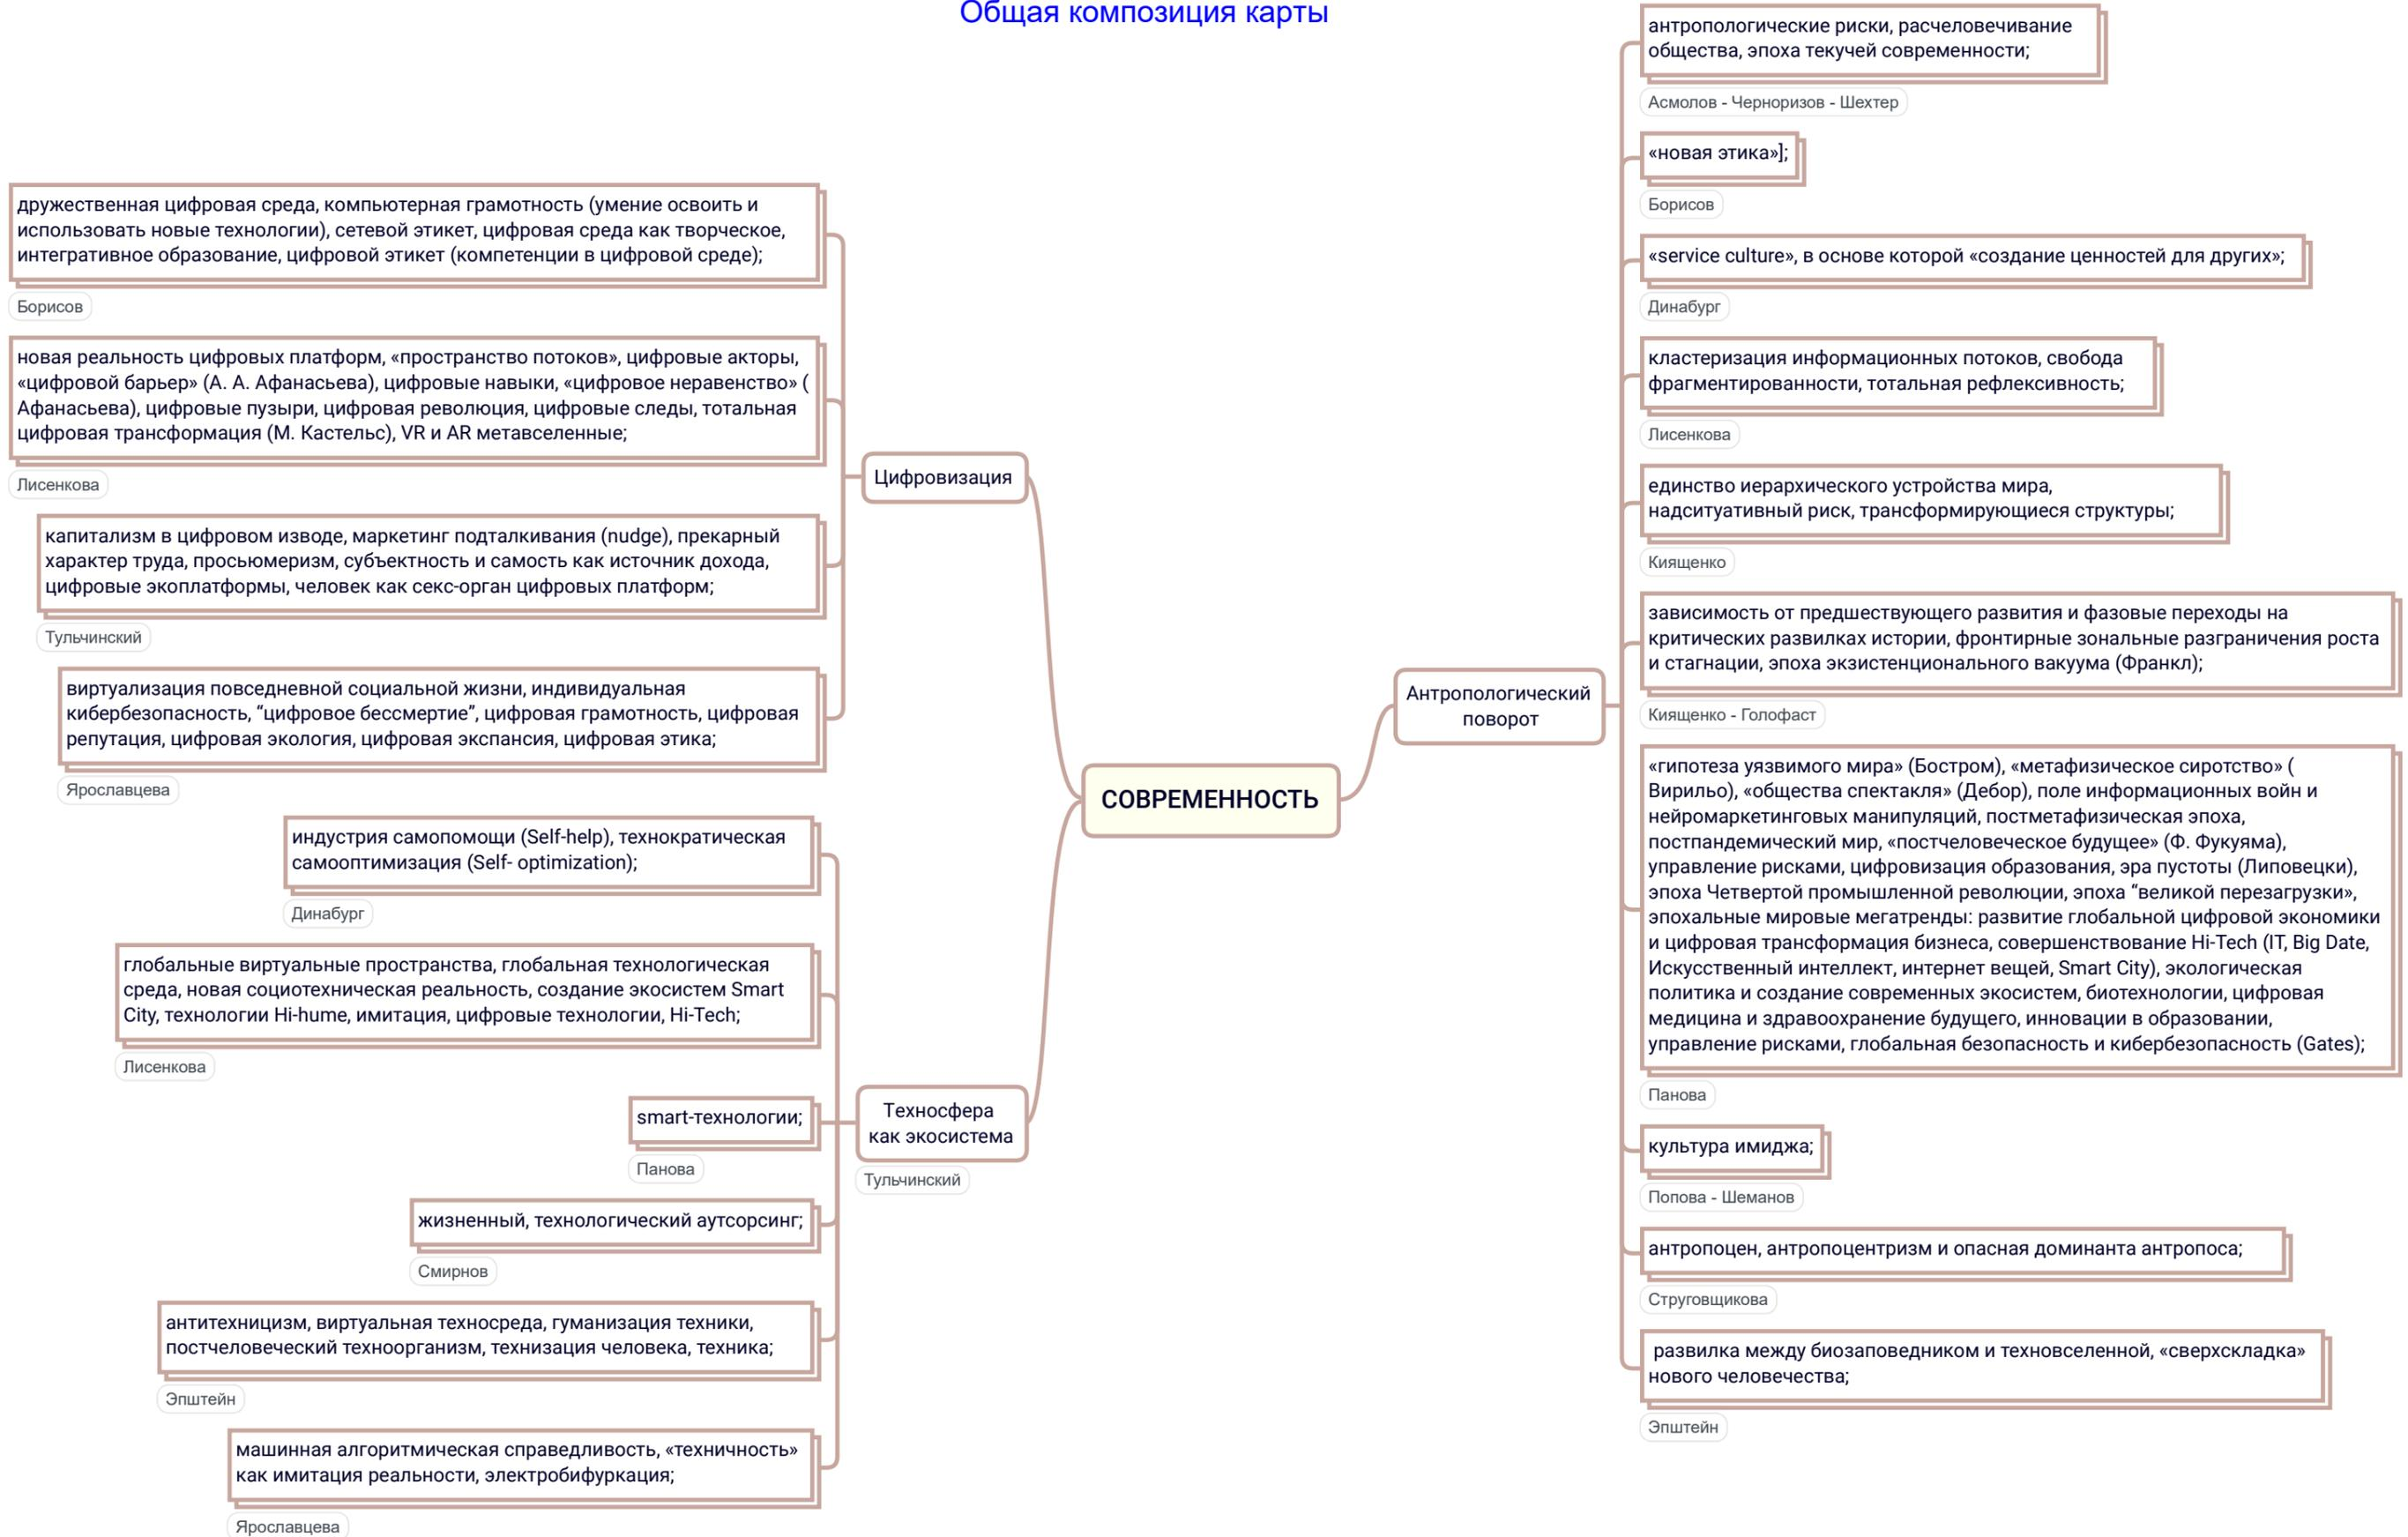 Общая композиция карты
дружественная цифровая среда, компьютерная грамотность (умение освоить и
использовать новые технологии), сетевой этикет, цифровая среда как творческое,
интегративное образование, цифровой этикет (компетенции в цифровой среде);
Борисов
новая реальность цифровых платформ, «пространство потоков», цифровые акторы,
«цифровой барьер» (А. А. Афанасьева), цифровые навыки, «цифровое неравенство» (
Афанасьева), цифровые пузыри, цифровая революция, цифровые следы, тотальная
цифровая трансформация (М. Кастельс), VR и AR метавселенные;
Лисенкова
капитализм в цифровом изводе, маркетинг подталкивания (nudge), прекарный
характер труда, просьюмеризм, субъектность и самость как источник дохода,
цифровые экоплатформы, человек как секс-орган цифровых платформ;
Тульчинский
виртуализация повседневной социальной жизни, индивидуальная
кибербезопасность, “цифровое бессмертие”, цифровая грамотность, цифровая
репутация, цифровая экология, цифровая экспансия, цифровая этика;
Ярославцева
Цифровизация
индустрия самопомощи (Self-help), технократическая
самооптимизация (Self- optimization);
Динабург
глобальные виртуальные пространства, глобальная технологическая
среда, новая социотехническая реальность, создание экосистем Smart
City, технологии Hi-hume, имитация, цифровые технологии, Hi-Tech;
Лисенкова
smart-технологии;
Панова
жизненный, технологический аутсорсинг;
Смирнов
антитехницизм, виртуальная техносреда, гуманизация техники,
постчеловеческий техноорганизм, технизация человека, техника;
Эпштейн
машинная алгоритмическая справедливость, «техничность»
как имитация реальности, электробифуркация;
Ярославцева
Техносфера
как экосистема
Тульчинский
СОВРЕМЕННОСТЬ
Антропологический
поворот
антропологические риски, расчеловечивание
общества, эпоха текучей современности;
Асмолов - Черноризов - Шехтер
«новая этика»];
Борисов
«service culture», в основе которой «создание ценностей для других»;
Динабург
кластеризация информационных потоков, свобода
фрагментированности, тотальная рефлексивность;
Лисенкова
единство иерархического устройства мира,
надситуативный риск, трансформирующиеся структуры;
Киященко
зависимость от предшествующего развития и фазовые переходы на
критических развилках истории, фронтирные зональные разграничения роста
и стагнации, эпоха экзистенционального вакуума (Франкл);
Киященко - Голофаст
«гипотеза уязвимого мира» (Бостром), «метафизическое сиротство» (
Вирильо), «общества спектакля» (Дебор), поле информационных войн и
нейромаркетинговых манипуляций, постметафизическая эпоха,
постпандемический мир, «постчеловеческое будущее» (Ф. Фукуяма),
управление рисками, цифровизация образования, эра пустоты (Липовецки),
эпоха Четвертой промышленной революции, эпоха “великой перезагрузки»,
эпохальные мировые мегатренды: развитие глобальной цифровой экономики
и цифровая трансформация бизнеса, совершенствование Hi-Tech (IT, Big Date,
Искусственный интеллект, интернет вещей, Smart City), экологическая
политика и создание современных экосистем, биотехнологии, цифровая
медицина и здравоохранение будущего, инновации в образовании,
управление рисками, глобальная безопасность и кибербезопасность (Gates);
Панова
культура имиджа;
Попова - Шеманов
антропоцен, антропоцентризм и опасная доминанта антропоса;
Струговщикова
развилка между биозаповедником и техновселенной, «сверхскладка»
нового человечества;
Эпштейн